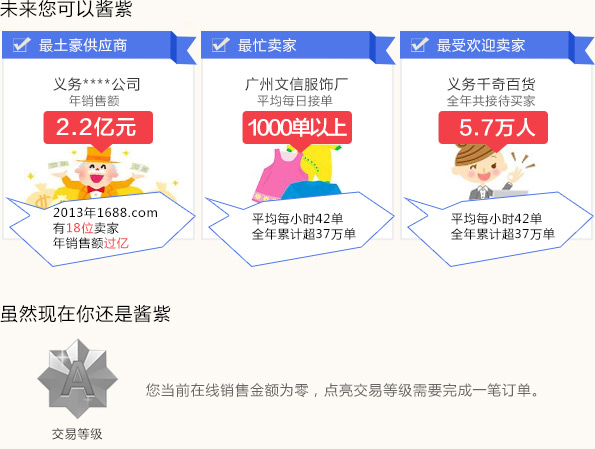 未来您可以酱紫
最土豪供应商
最忙卖家
最受欢迎卖家
义务****公司
年销售额
2.2亿元
2013年1688.com
有18位卖家
年销售额过亿
广州文信服饰厂
平均每日接单
1000单以上
平均每小时42单
全年累计超37万单
义务千奇百货
全年共接待买家
5.7万人
平均每小时42单
全年累计超37万单
虽然现在你还是酱紫
A
交易等级
您当前在线销售金额为零，点亮交易等级需要完成一笔订单。